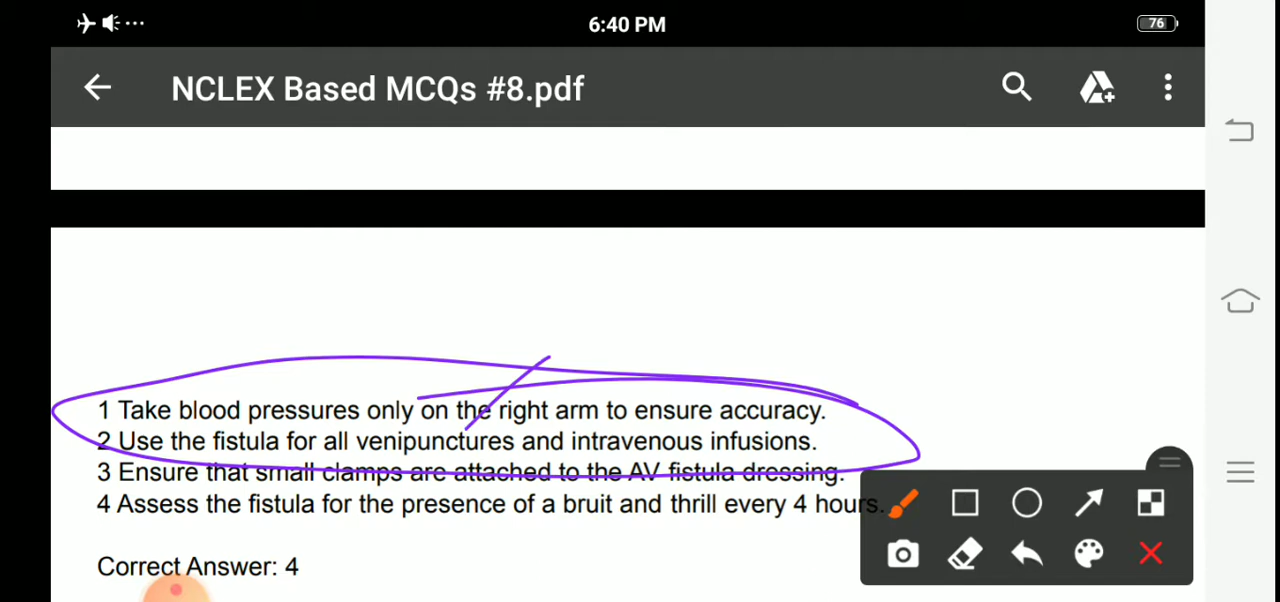 6:40 PM
76
NCLEX Based MCQs #8.pdf
1 Take blood pressures only on the right arm to ensure accuracy.
2 Use the fistula for all venipunctures and intravenous infusions.
3 Ensure that small clamps are attached to the AV fistula dressing.
4 Assess the fistula for the presence of a bruit and thrill every 4 hours.
Correct Answer: 4